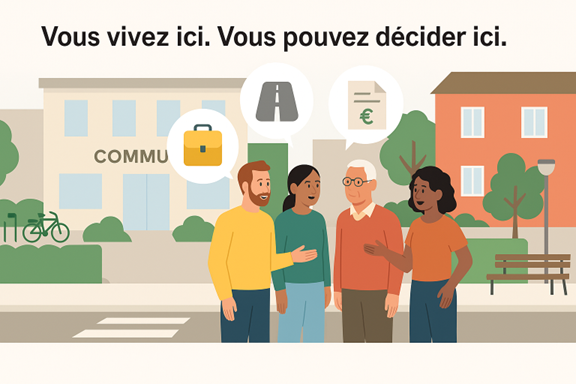 Vous vivez ici. Vous pouvez décider ici.
COMMU
€